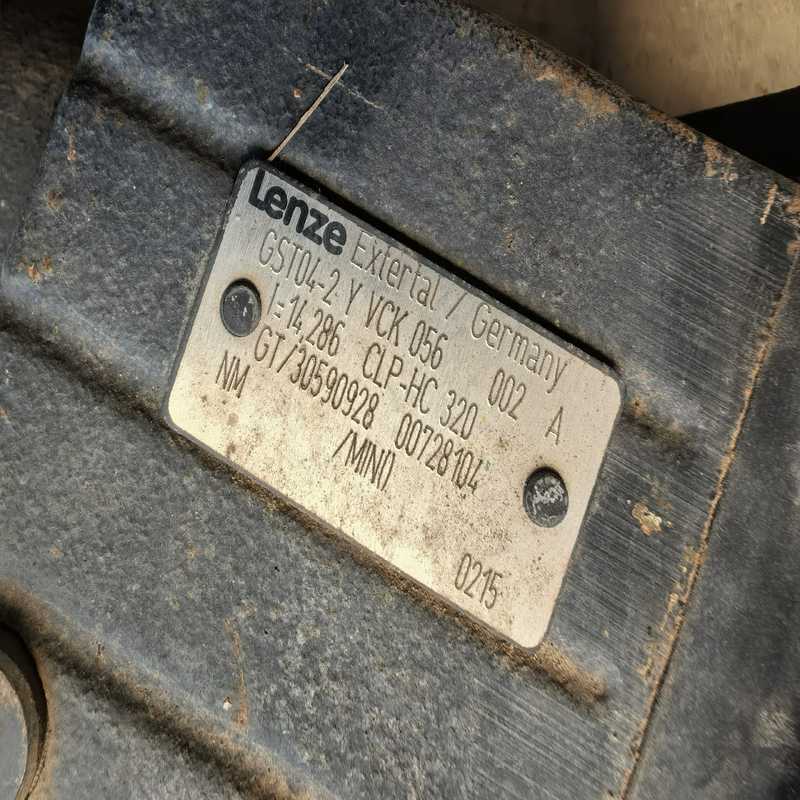 Lenze Extertal / Germany
GST04-2 Y VCK 056 002 A
I=14,286 CLP-HC 320
GT/30590928 00728104
NM /MIN()
0215